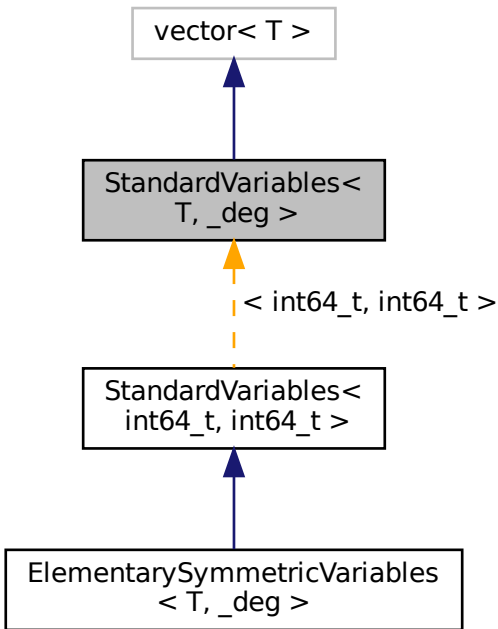 vector< T >
StandardVariables<
T, _deg >
< int64_t, int64_t >
StandardVariables<
int64_t, int64_t >
ElementarySymmetricVariables
< T, _deg >